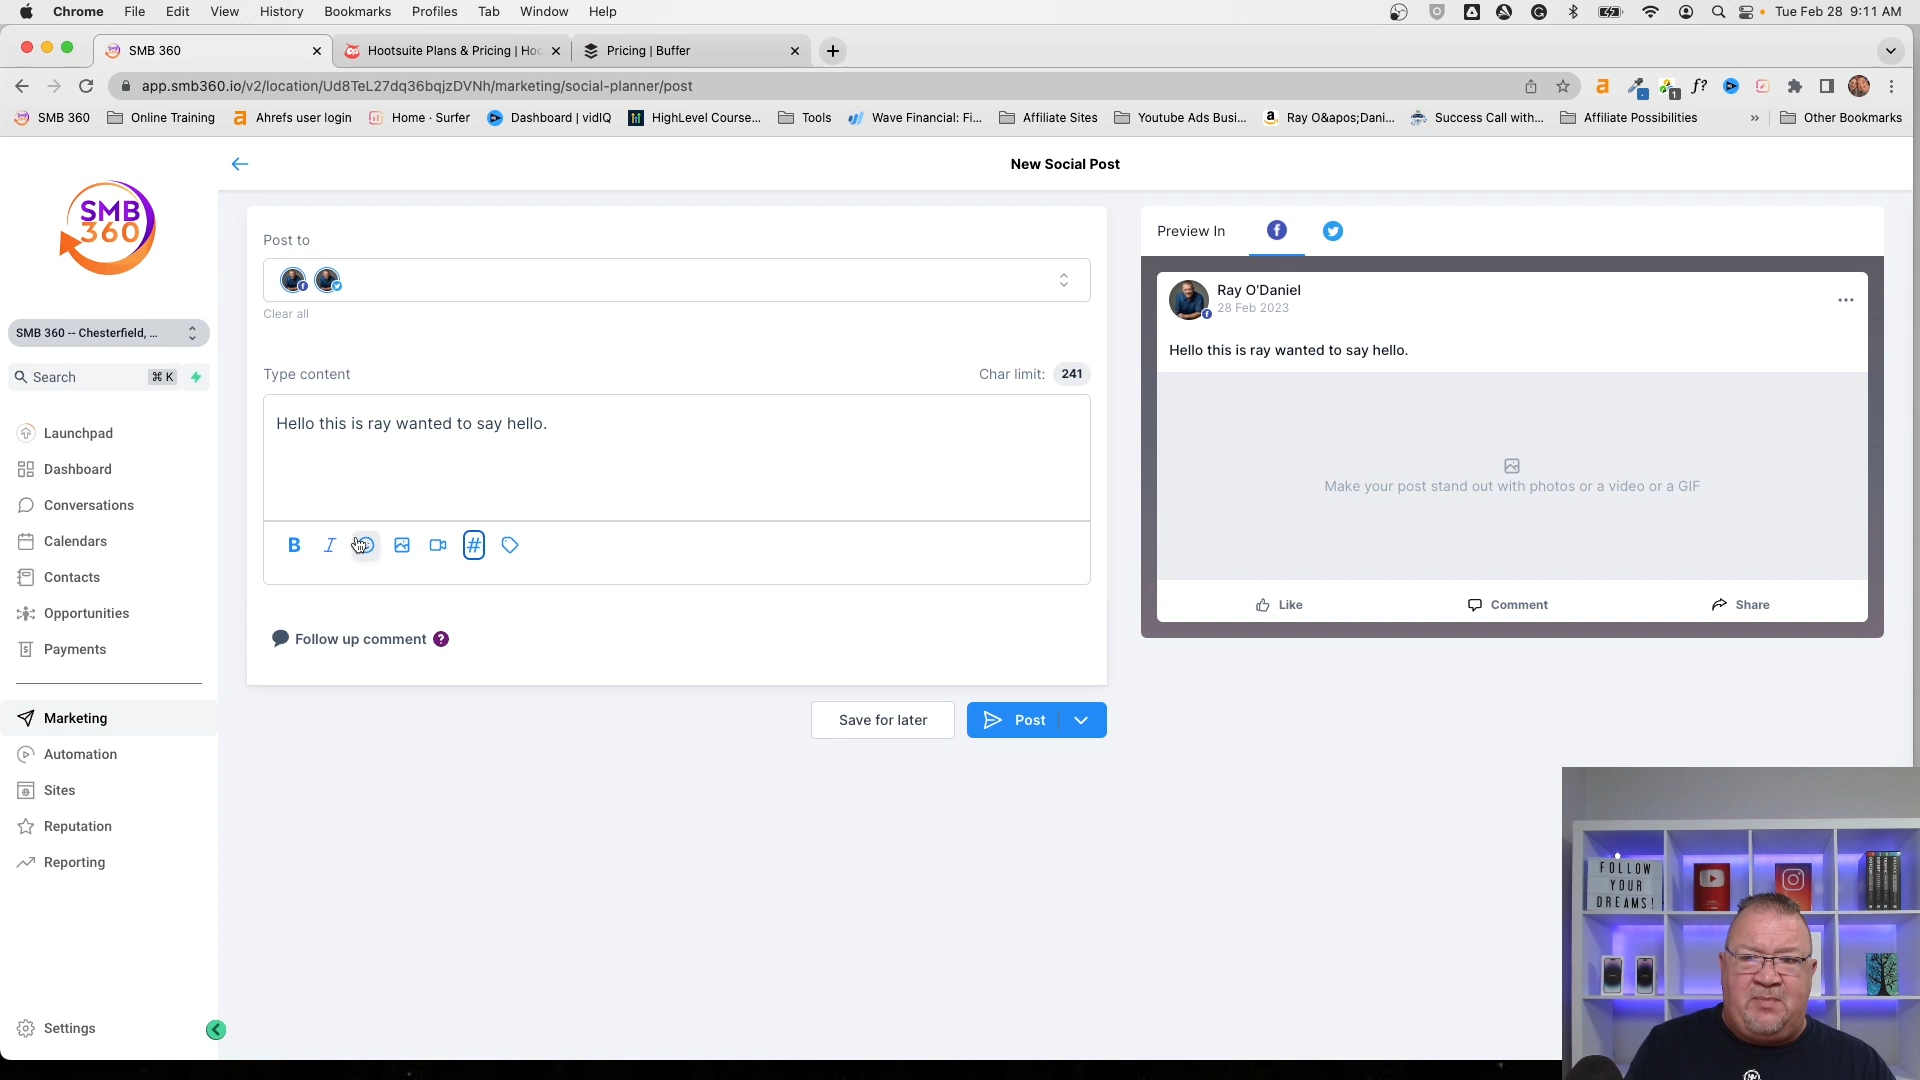 Chrome File Edit View History Bookmarks Profiles Tab Window Help Tue Feb 28 9:11 AM
SMB 360 Hootsuite Plans & Pricing | Hoo Pricing | Buffer
app.smb360.io/v2/location/Ud8TeL27dq36bqjzDVNh/marketing/social-planner/post
SMB 360 Online Training Ahrefs user login Home · Surfer Dashboard | vidIQ HighLevel Course... Tools Wave Financial: Fi... Affiliate Sites Youtube Ads Busi... Ray O&apos;Dani... Success Call with... Affiliate Possibilities » Other Bookmarks
New Social Post
SMB
360
SMB 360 -- Chesterfield, ...
Search ⌘ K
Launchpad
Dashboard
Conversations
Calendars
Contacts
Opportunities
Payments
Marketing
Automation
Sites
Reputation
Reporting
Settings
Post to
Clear all
Type content Char limit: 241
Hello this is ray wanted to say hello.
B I #
Follow up comment ?
Save for later Post
Preview In
Ray O'Daniel
28 Feb 2023
Hello this is ray wanted to say hello.
Make your post stand out with photos or a video or a GIF
Like Comment Share
FOLLOW
YOUR
DREAMS!